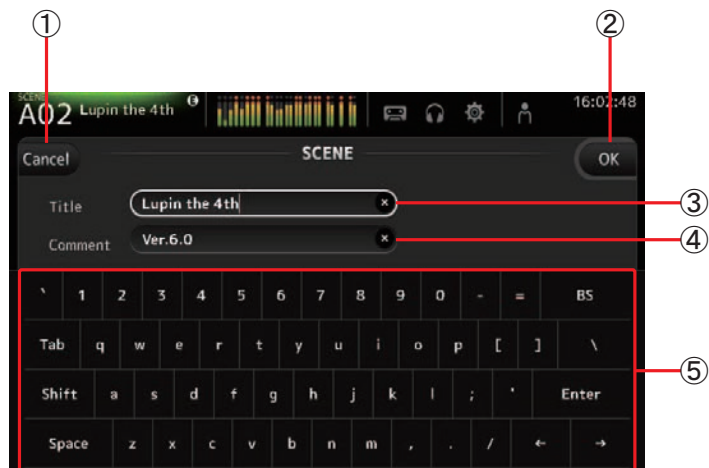 ① ②
SCENE
A02 Lupin the 4th E 16:02:48
Cancel SCENE OK
Title Lupin the 4th × ③
Comment Ver.6.0 × ④
` 1 2 3 4 5 6 7 8 9 0 - = BS
Tab q w e r t y u i o p [ ] \
⑤
Shift a s d f g h j k l ; ' Enter
Space z x c v b n m , . / ← →